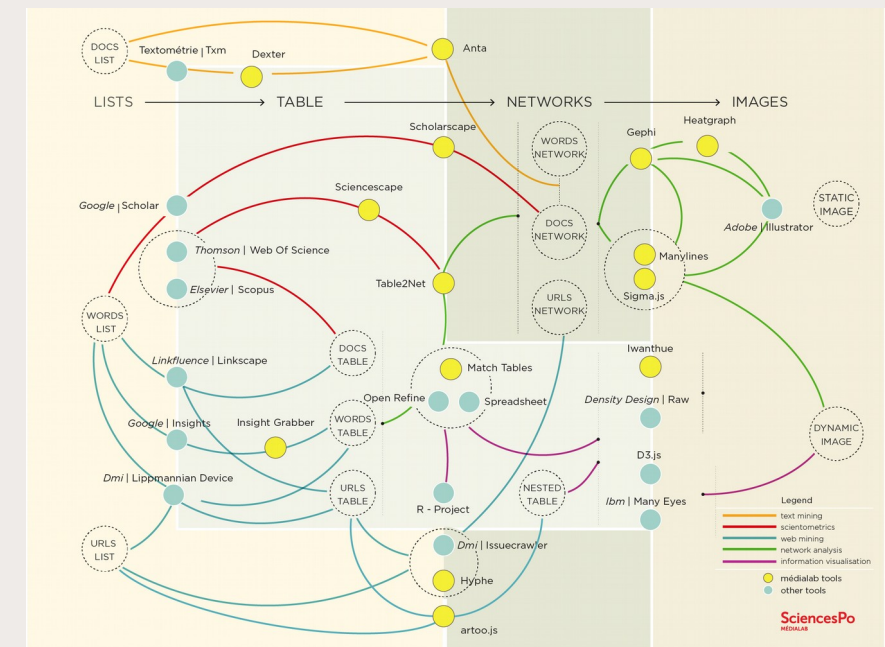 DOCS
LIST
Textométrie | Txm
Dexter
Anta
LISTS
TABLE
NETWORKS
IMAGES
Scholarscape
WORDS
NETWORK
Gephi
Heatgraph
Google | Scholar
Sciencescape
DOCS
NETWORK
STATIC
IMAGE
Adobe | Illustrator
Thomson | Web Of Science
Elsevier | Scopus
Table2Net
Manylines
Sigma.js
WORDS
LIST
URLS
NETWORK
DOCS
TABLE
Linkfluence | Linkscape
Match Tables
Iwanthue
Open Refine
Spreadsheet
Density Design | Raw
Google | Insights
Insight Grabber
WORDS
TABLE
DYNAMIC
IMAGE
D3.js
Dmi | Lippmannian Device
URLS
TABLE
R - Project
NESTED
TABLE
Ibm | Many Eyes
URLS
LIST
Dmi | Issuecrawler
Hyphe
artoo.js
Legend
text mining
scientometrics
web mining
network analysis
information visualisation
médialab tools
other tools
SciencesPo
MÉDIALAB